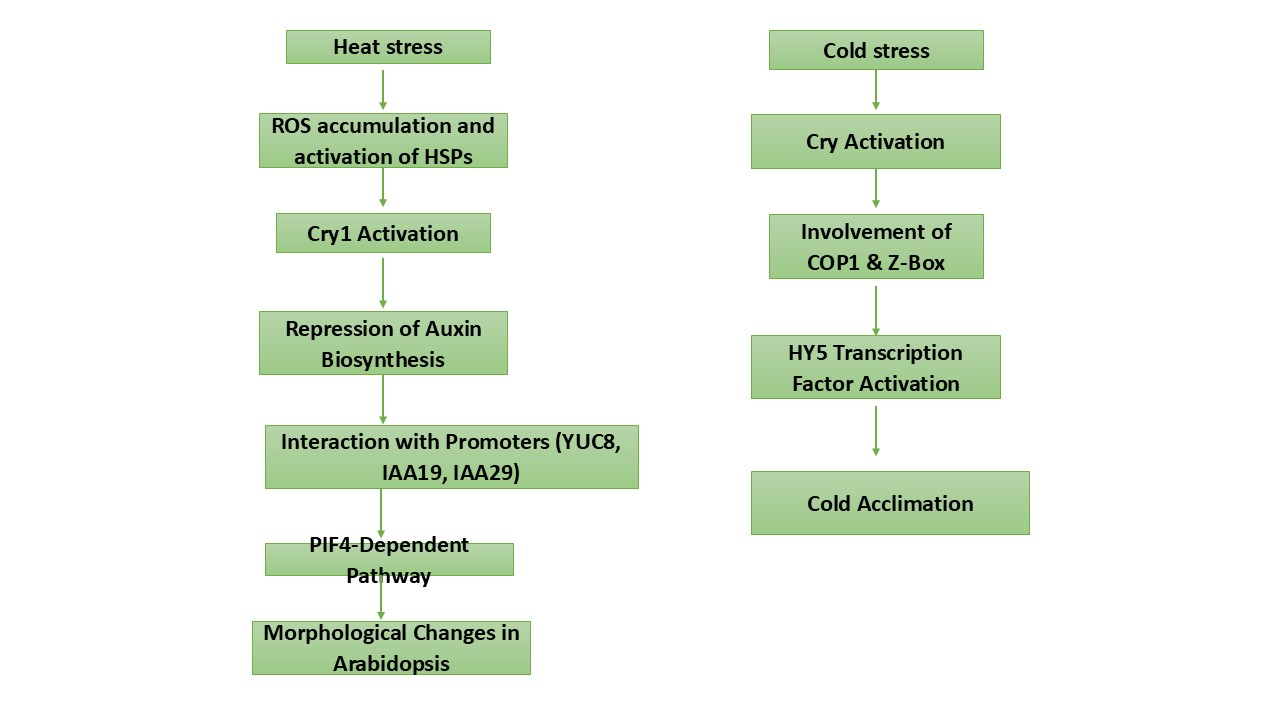 Heat stress
ROS accumulation and
activation of HSPs
Cry1 Activation
Repression of Auxin
Biosynthesis
Interaction with Promoters (YUC8,
IAA19, IAA29)
PIF4-Dependent
Pathway
Morphological Changes in
Arabidopsis
Cold stress
Cry Activation
Involvement of
COP1 & Z-Box
HY5 Transcription
Factor Activation
Cold Acclimation